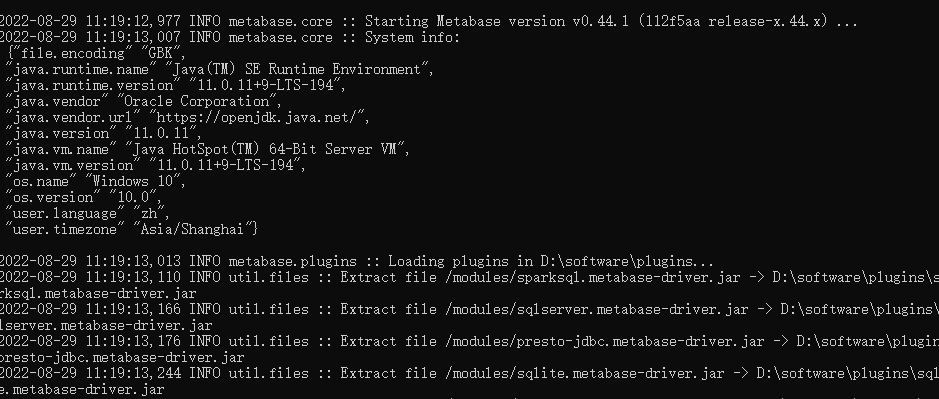 2022-08-29 11:19:12,977 INFO metabase.core :: Starting Metabase version v0.44.1 (112f5aa release-x.44.x) ...
2022-08-29 11:19:13,007 INFO metabase.core :: System info:
{"file.encoding" "GBK",
"java.runtime.name" "Java(TM) SE Runtime Environment",
"java.runtime.version" "11.0.11+9-LTS-194",
"java.vendor" "Oracle Corporation",
"java.vendor.url" "https://openjdk.java.net/",
"java.version" "11.0.11",
"java.vm.name" "Java HotSpot(TM) 64-Bit Server VM",
"java.vm.version" "11.0.11+9-LTS-194",
"os.name" "Windows 10",
"os.version" "10.0",
"user.language" "zh",
"user.timezone" "Asia/Shanghai"}
2022-08-29 11:19:13,013 INFO metabase.plugins :: Loading plugins in D:\software\plugins...
2022-08-29 11:19:13,110 INFO util.files :: Extract file /modules/sparksql.metabase-driver.jar -> D:\software\plugins\s
rksql.metabase-driver.jar
2022-08-29 11:19:13,166 INFO util.files :: Extract file /modules/sqlserver.metabase-driver.jar -> D:\software\plugins\
lserver.metabase-driver.jar
2022-08-29 11:19:13,176 INFO util.files :: Extract file /modules/presto-jdbc.metabase-driver.jar -> D:\software\plugin
presto-jdbc.metabase-driver.jar
2022-08-29 11:19:13,244 INFO util.files :: Extract file /modules/sqlite.metabase-driver.jar -> D:\software\plugins\sql
e.metabase-driver.jar